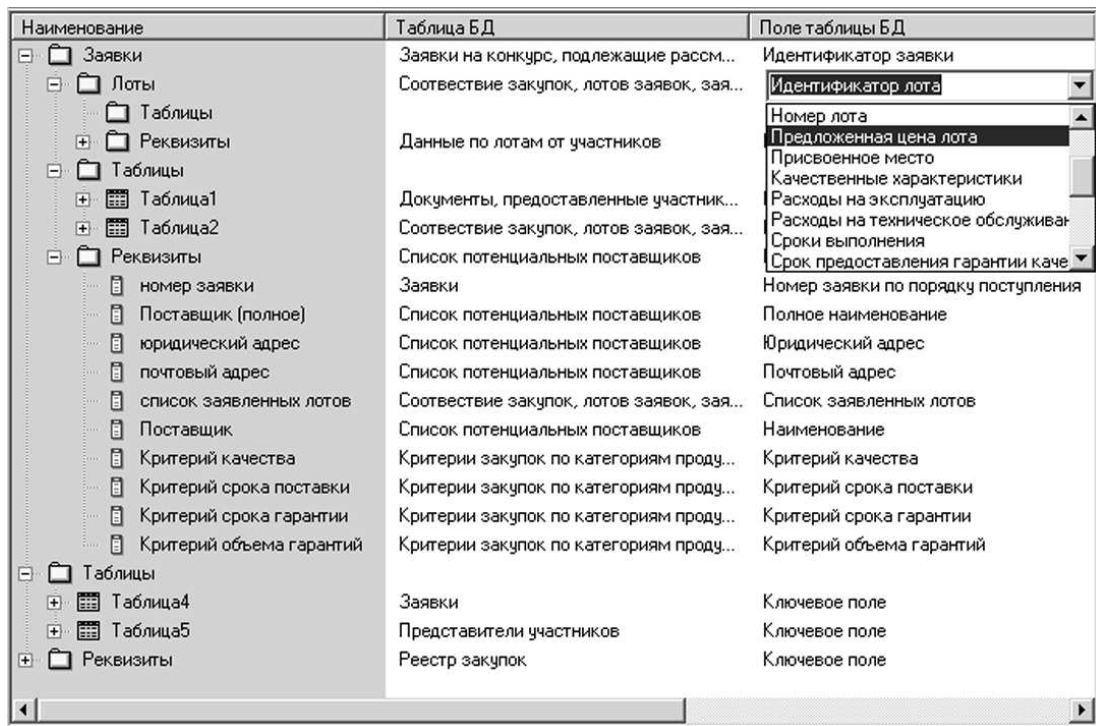 Наименование Таблица БД Поле таблицы БД
Заявки Заявки на конкурс, подлежащие рассм... Идентификатор заявки
Лоты Соотвествие закупок, лотов заявок, зая... Идентификатор лота
Таблицы Номер лота
Предложенная цена лота
Реквизиты Данные по лотам от участников
Присвоенное место
Таблицы Качественные характеристики
Таблица1 Документы, предоставленные участник... Расходы на эксплуатацию
Расходы на техническое обслуживан
Таблица2 Соотвествие закупок, лотов заявок, зая...
Сроки выполнения
Реквизиты Список потенциальных поставщиков Срок предоставления гарантии каче
номер заявки Заявки Номер заявки по порядку поступления
Поставщик (полное) Список потенциальных поставщиков Полное наименование
юридический адрес Список потенциальных поставщиков Юридический адрес
почтовый адрес Список потенциальных поставщиков Почтовый адрес
список заявленных лотов Соотвествие закупок, лотов заявок, зая... Список заявленных лотов
Поставщик Список потенциальных поставщиков Наименование
Критерий качества Критерии закупок по категориям проду... Критерий качества
Критерий срока поставки Критерии закупок по категориям проду... Критерий срока поставки
Критерий срока гарантии Критерии закупок по категориям проду... Критерий срока гарантии
Критерий объема гарантий Критерии закупок по категориям проду... Критерий объема гарантий
Таблицы
Таблица4 Заявки Ключевое поле
Таблица5 Представители участников Ключевое поле
Реквизиты Реестр закупок Ключевое поле